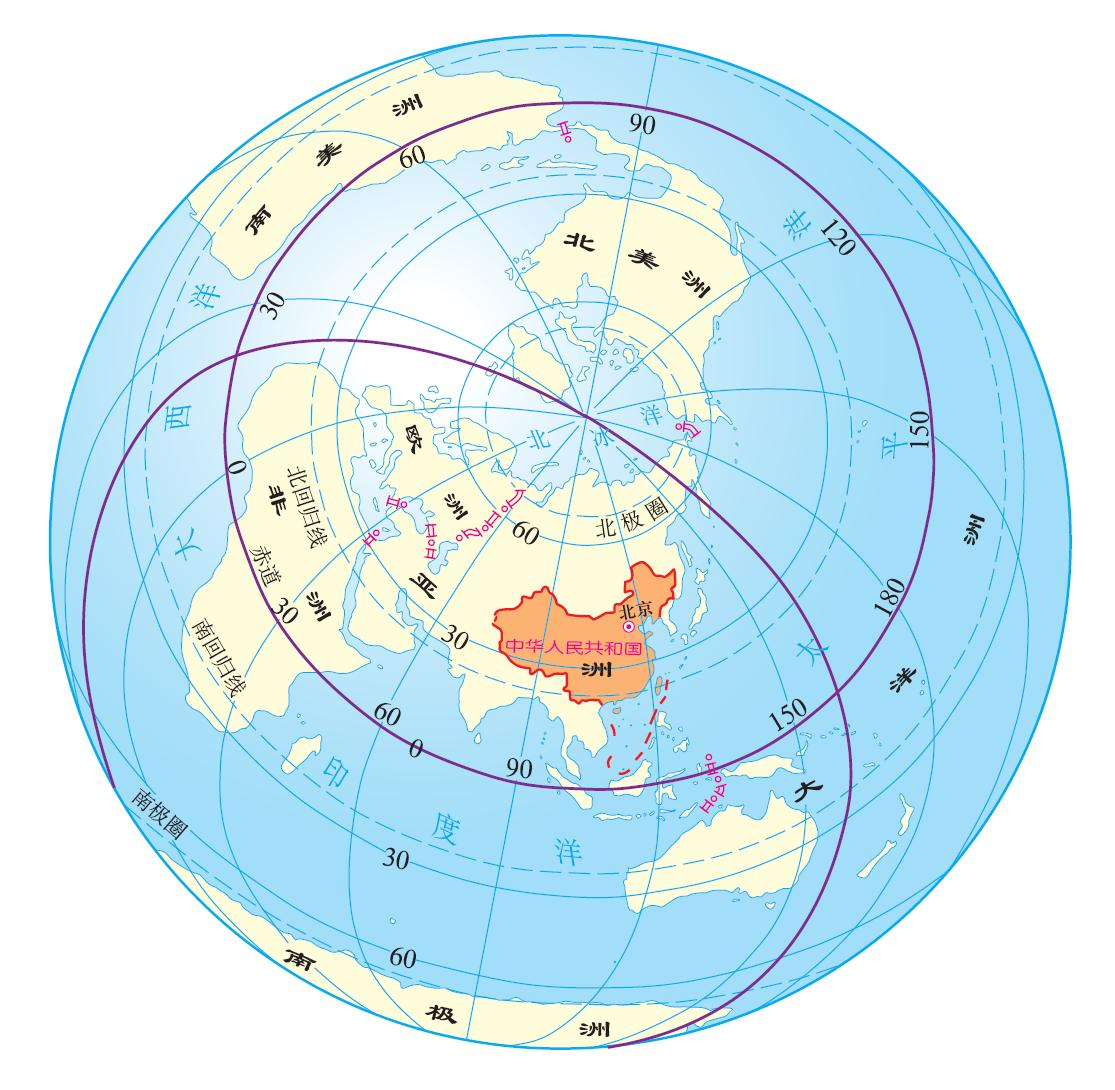 南美洲
北美洲
大西洋
太平洋
北冰洋
印度洋
欧洲
亚洲
非洲
大洋洲
南极洲
北极圈
北回归线
赤道
南回归线
南极圈
中华人民共和国
北京
90
60
120
30
150
0
180
30
60
30
60
0
150
90
30
60